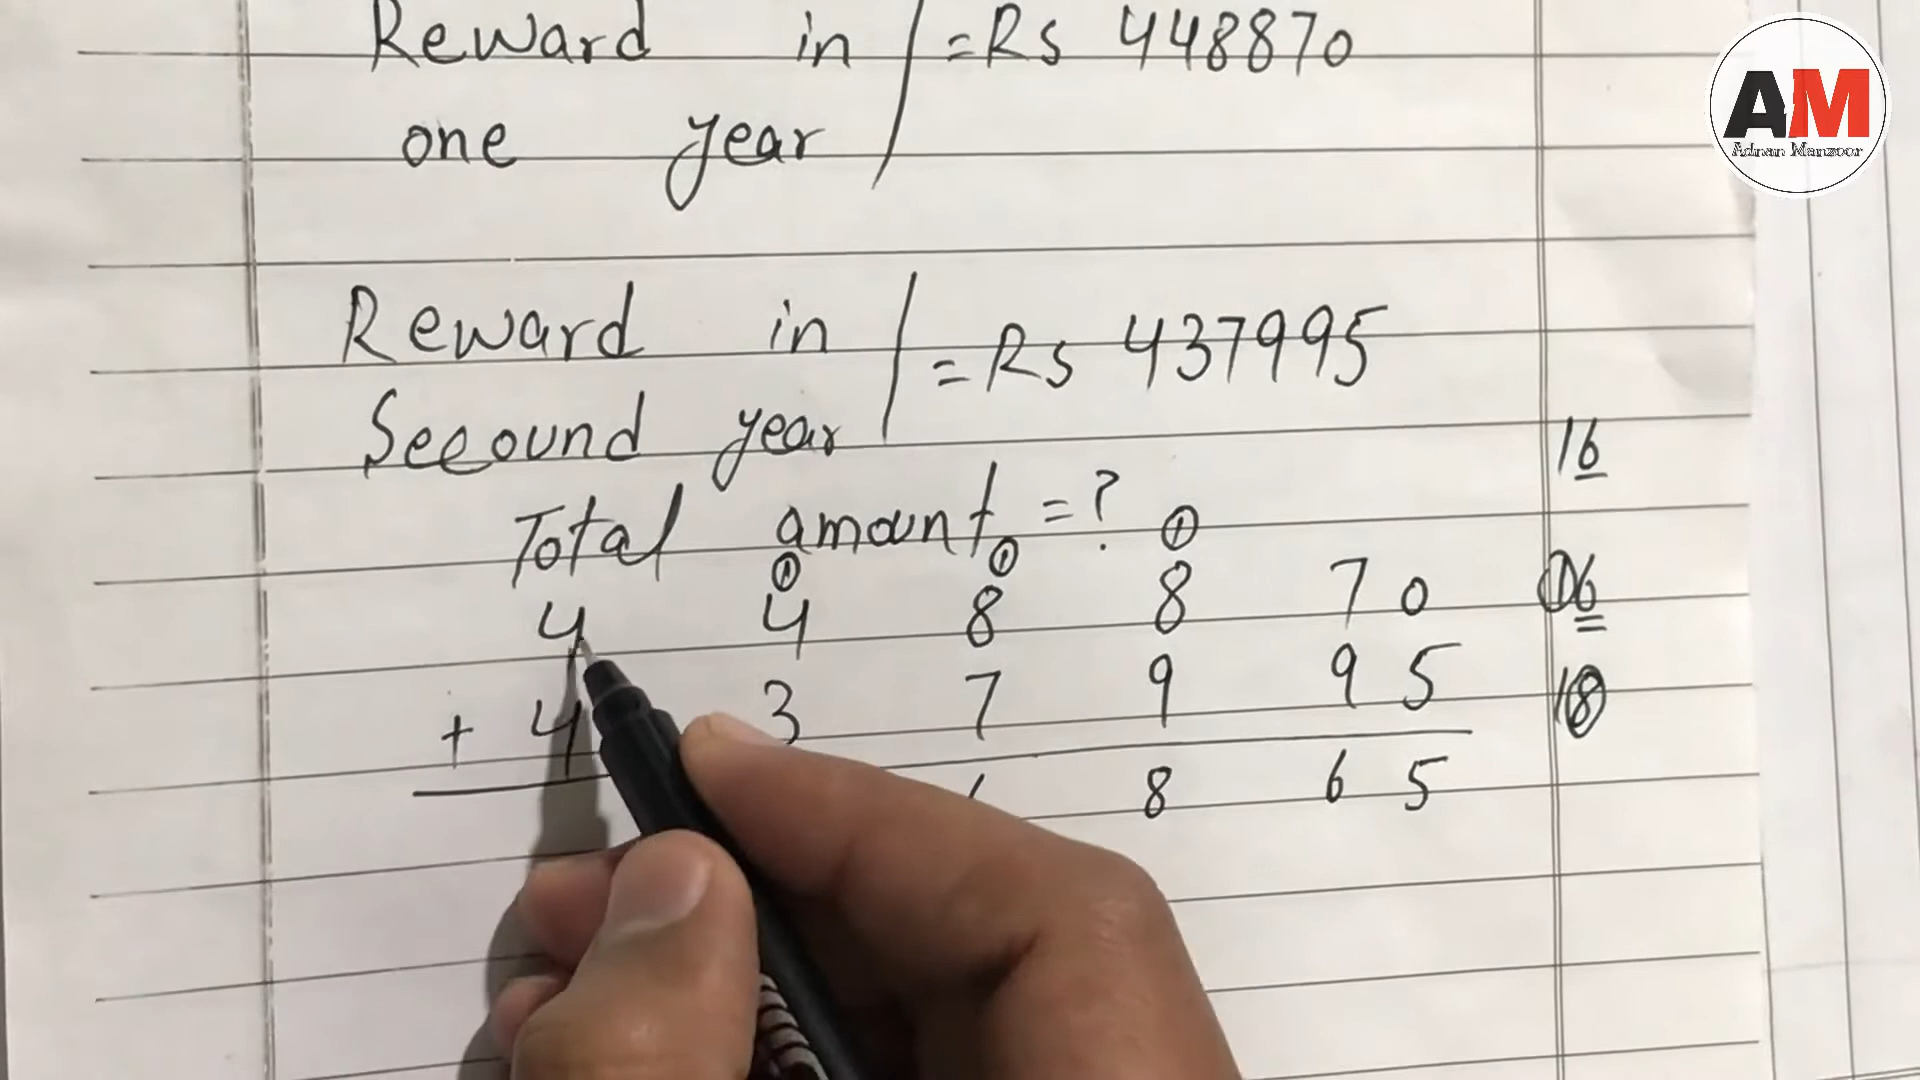 Reward in = Rs 448870
one year
AM
Adnan Manzoor
Reward in = Rs 437995
Secound year
16
Total amount = ?
1 1 1
4 4 8 8 7 0 06
+ 4 3 7 9 9 5 18
8 6 5